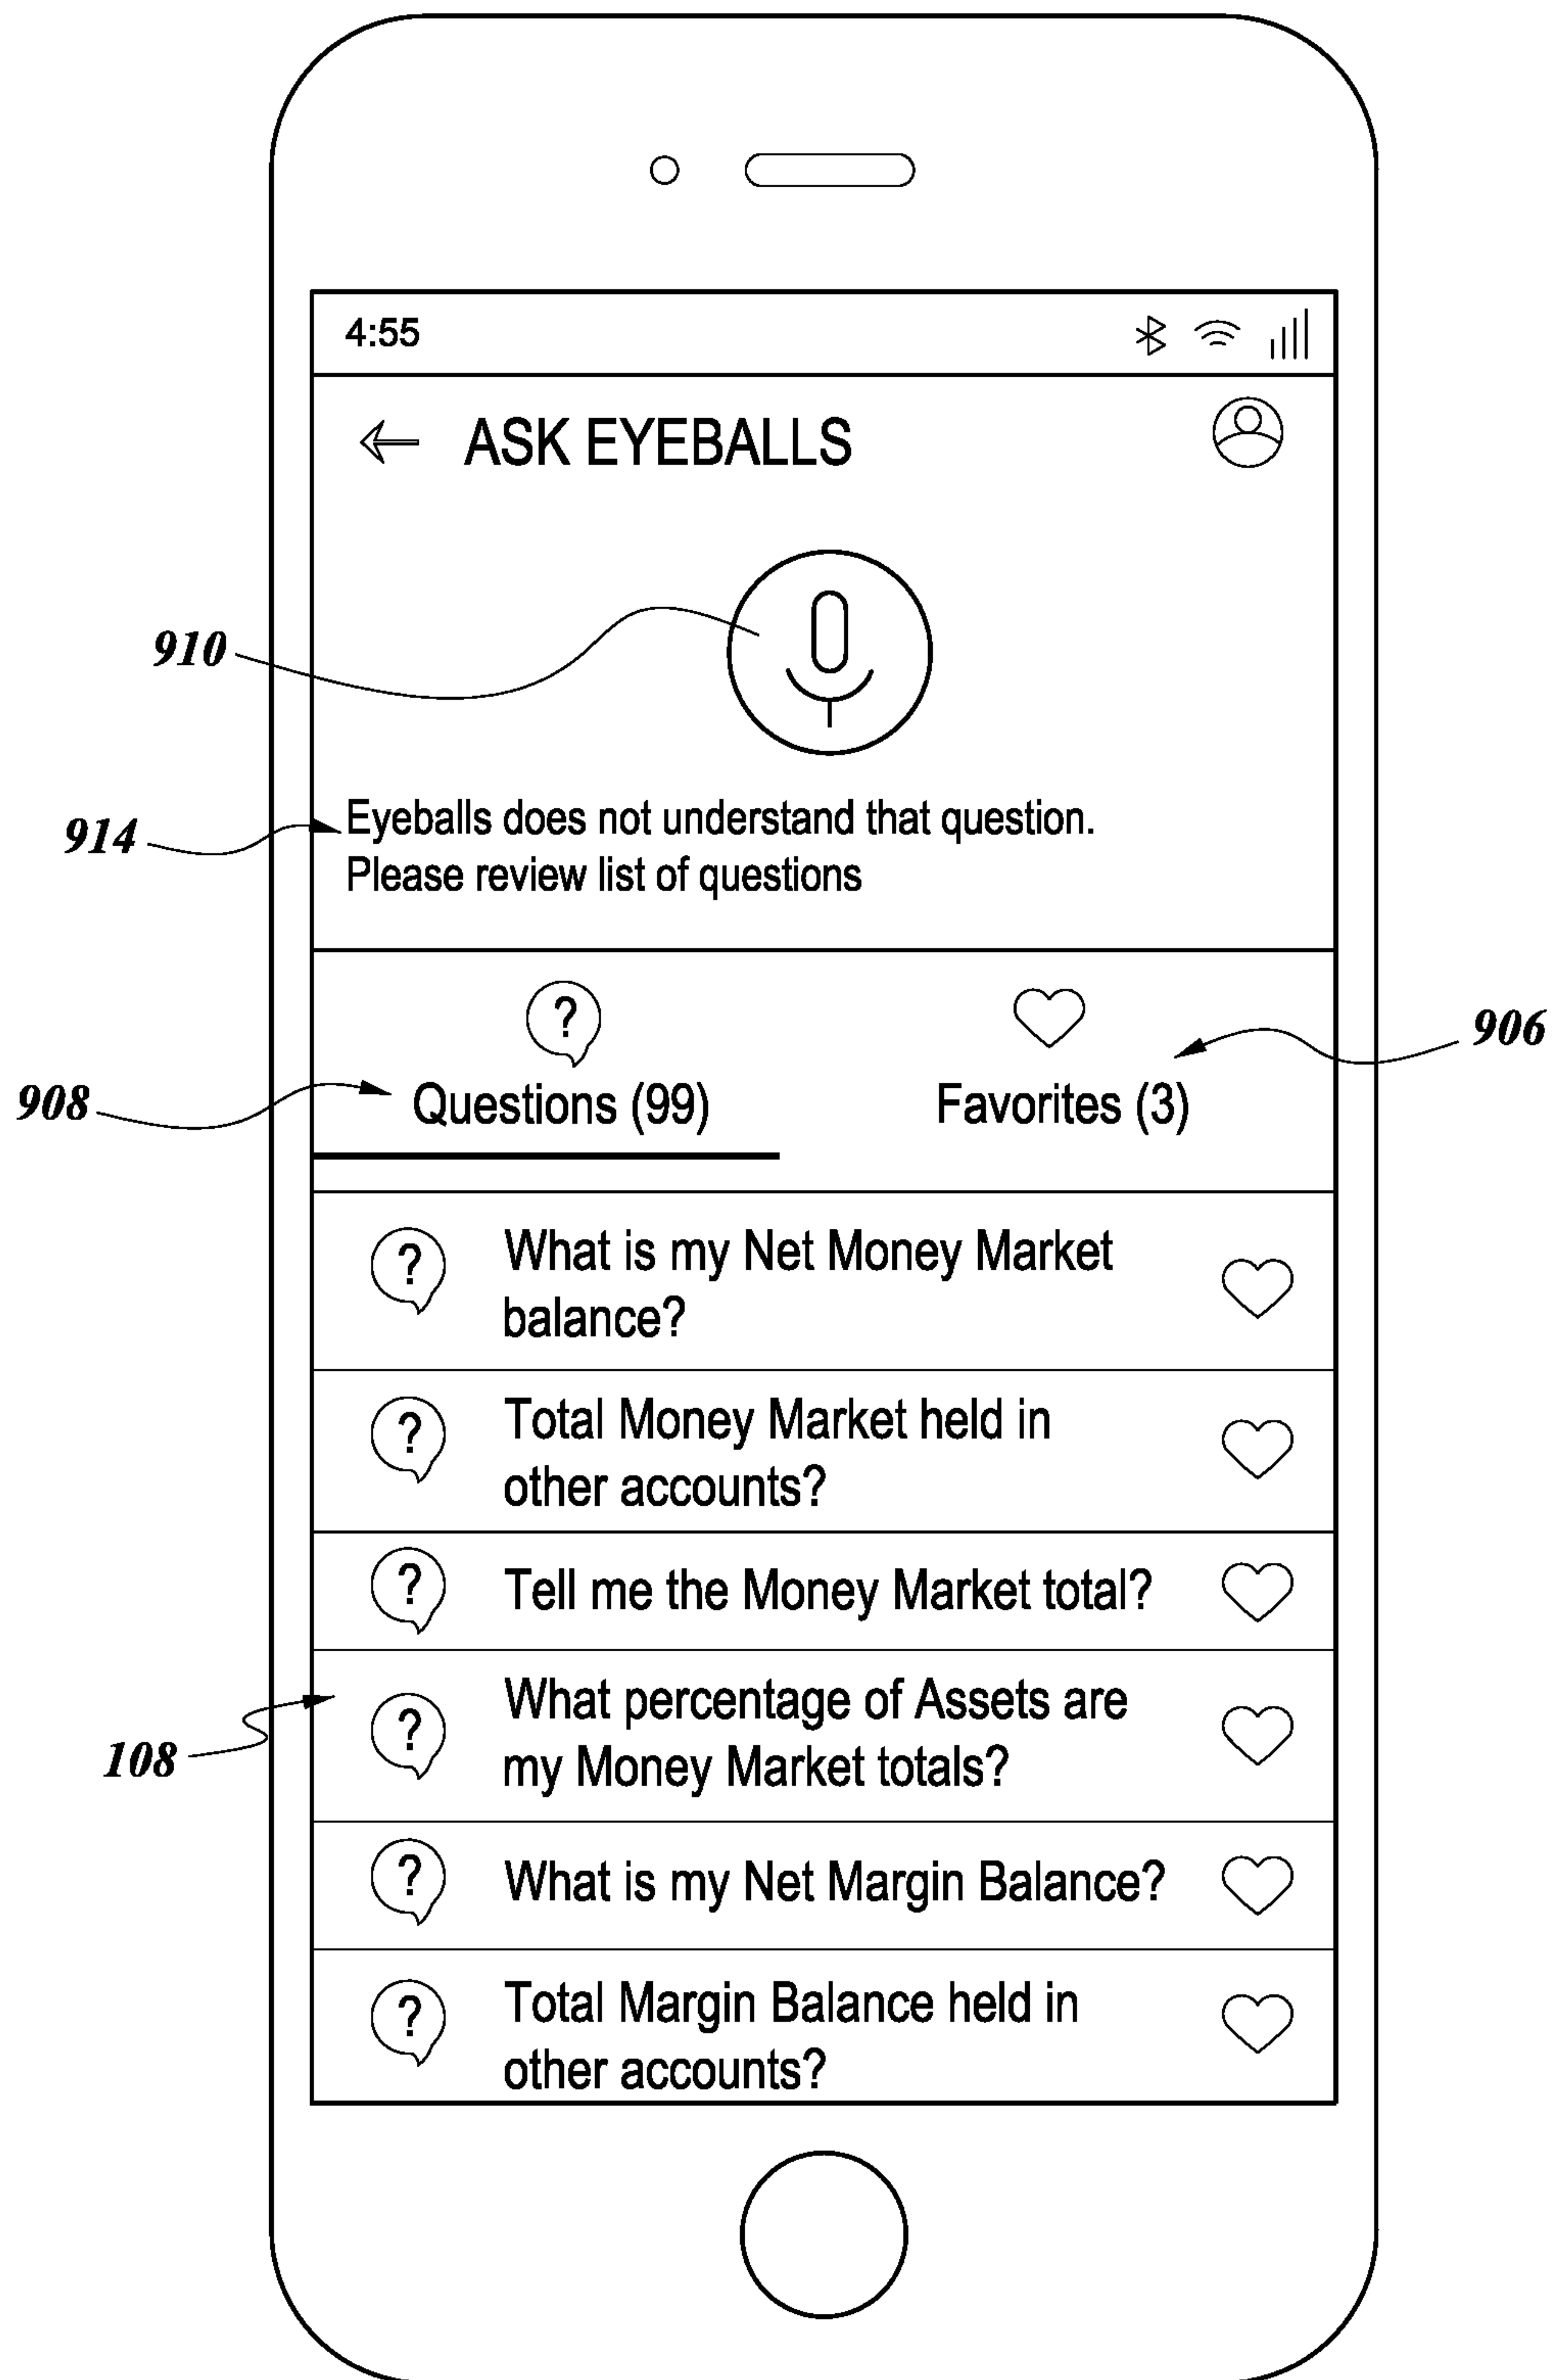 4:55
ASK EYEBALLS
910
914
Eyeballs does not understand that question.
Please review list of questions
?
906
908
Questions (99)
Favorites (3)
?
What is my Net Money Market
balance?
?
Total Money Market held in
other accounts?
?
Tell me the Money Market total?
108
?
What percentage of Assets are
my Money Market totals?
?
What is my Net Margin Balance?
?
Total Margin Balance held in
other accounts?